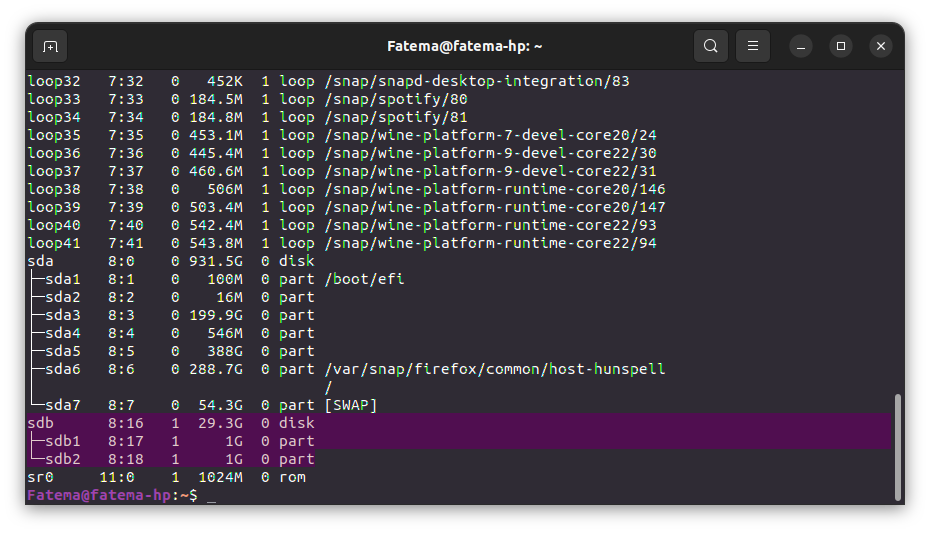 Fatema@fatema-hp: ~
loop32   7:32   0   452K  1 loop /snap/snapd-desktop-integration/83
loop33   7:33   0 184.5M  1 loop /snap/spotify/80
loop34   7:34   0 184.8M  1 loop /snap/spotify/81
loop35   7:35   0 453.1M  1 loop /snap/wine-platform-7-devel-core20/24
loop36   7:36   0 445.4M  1 loop /snap/wine-platform-9-devel-core22/30
loop37   7:37   0 460.6M  1 loop /snap/wine-platform-9-devel-core22/31
loop38   7:38   0   506M  1 loop /snap/wine-platform-runtime-core20/146
loop39   7:39   0 503.4M  1 loop /snap/wine-platform-runtime-core20/147
loop40   7:40   0 542.4M  1 loop /snap/wine-platform-runtime-core22/93
loop41   7:41   0 543.8M  1 loop /snap/wine-platform-runtime-core22/94
sda      8:0    0 931.5G  0 disk
├─sda1   8:1    0   100M  0 part /boot/efi
├─sda2   8:2    0    16M  0 part
├─sda3   8:3    0 199.9G  0 part
├─sda4   8:4    0   546M  0 part
├─sda5   8:5    0   388G  0 part
├─sda6   8:6    0 288.7G  0 part /var/snap/firefox/common/host-hunspell
│                                /
└─sda7   8:7    0  54.3G  0 part [SWAP]
sdb      8:16   1  29.3G  0 disk
├─sdb1   8:17   1     1G  0 part
└─sdb2   8:18   1     1G  0 part
sr0     11:0    1  1024M  0 rom
Fatema@fatema-hp:~$ _